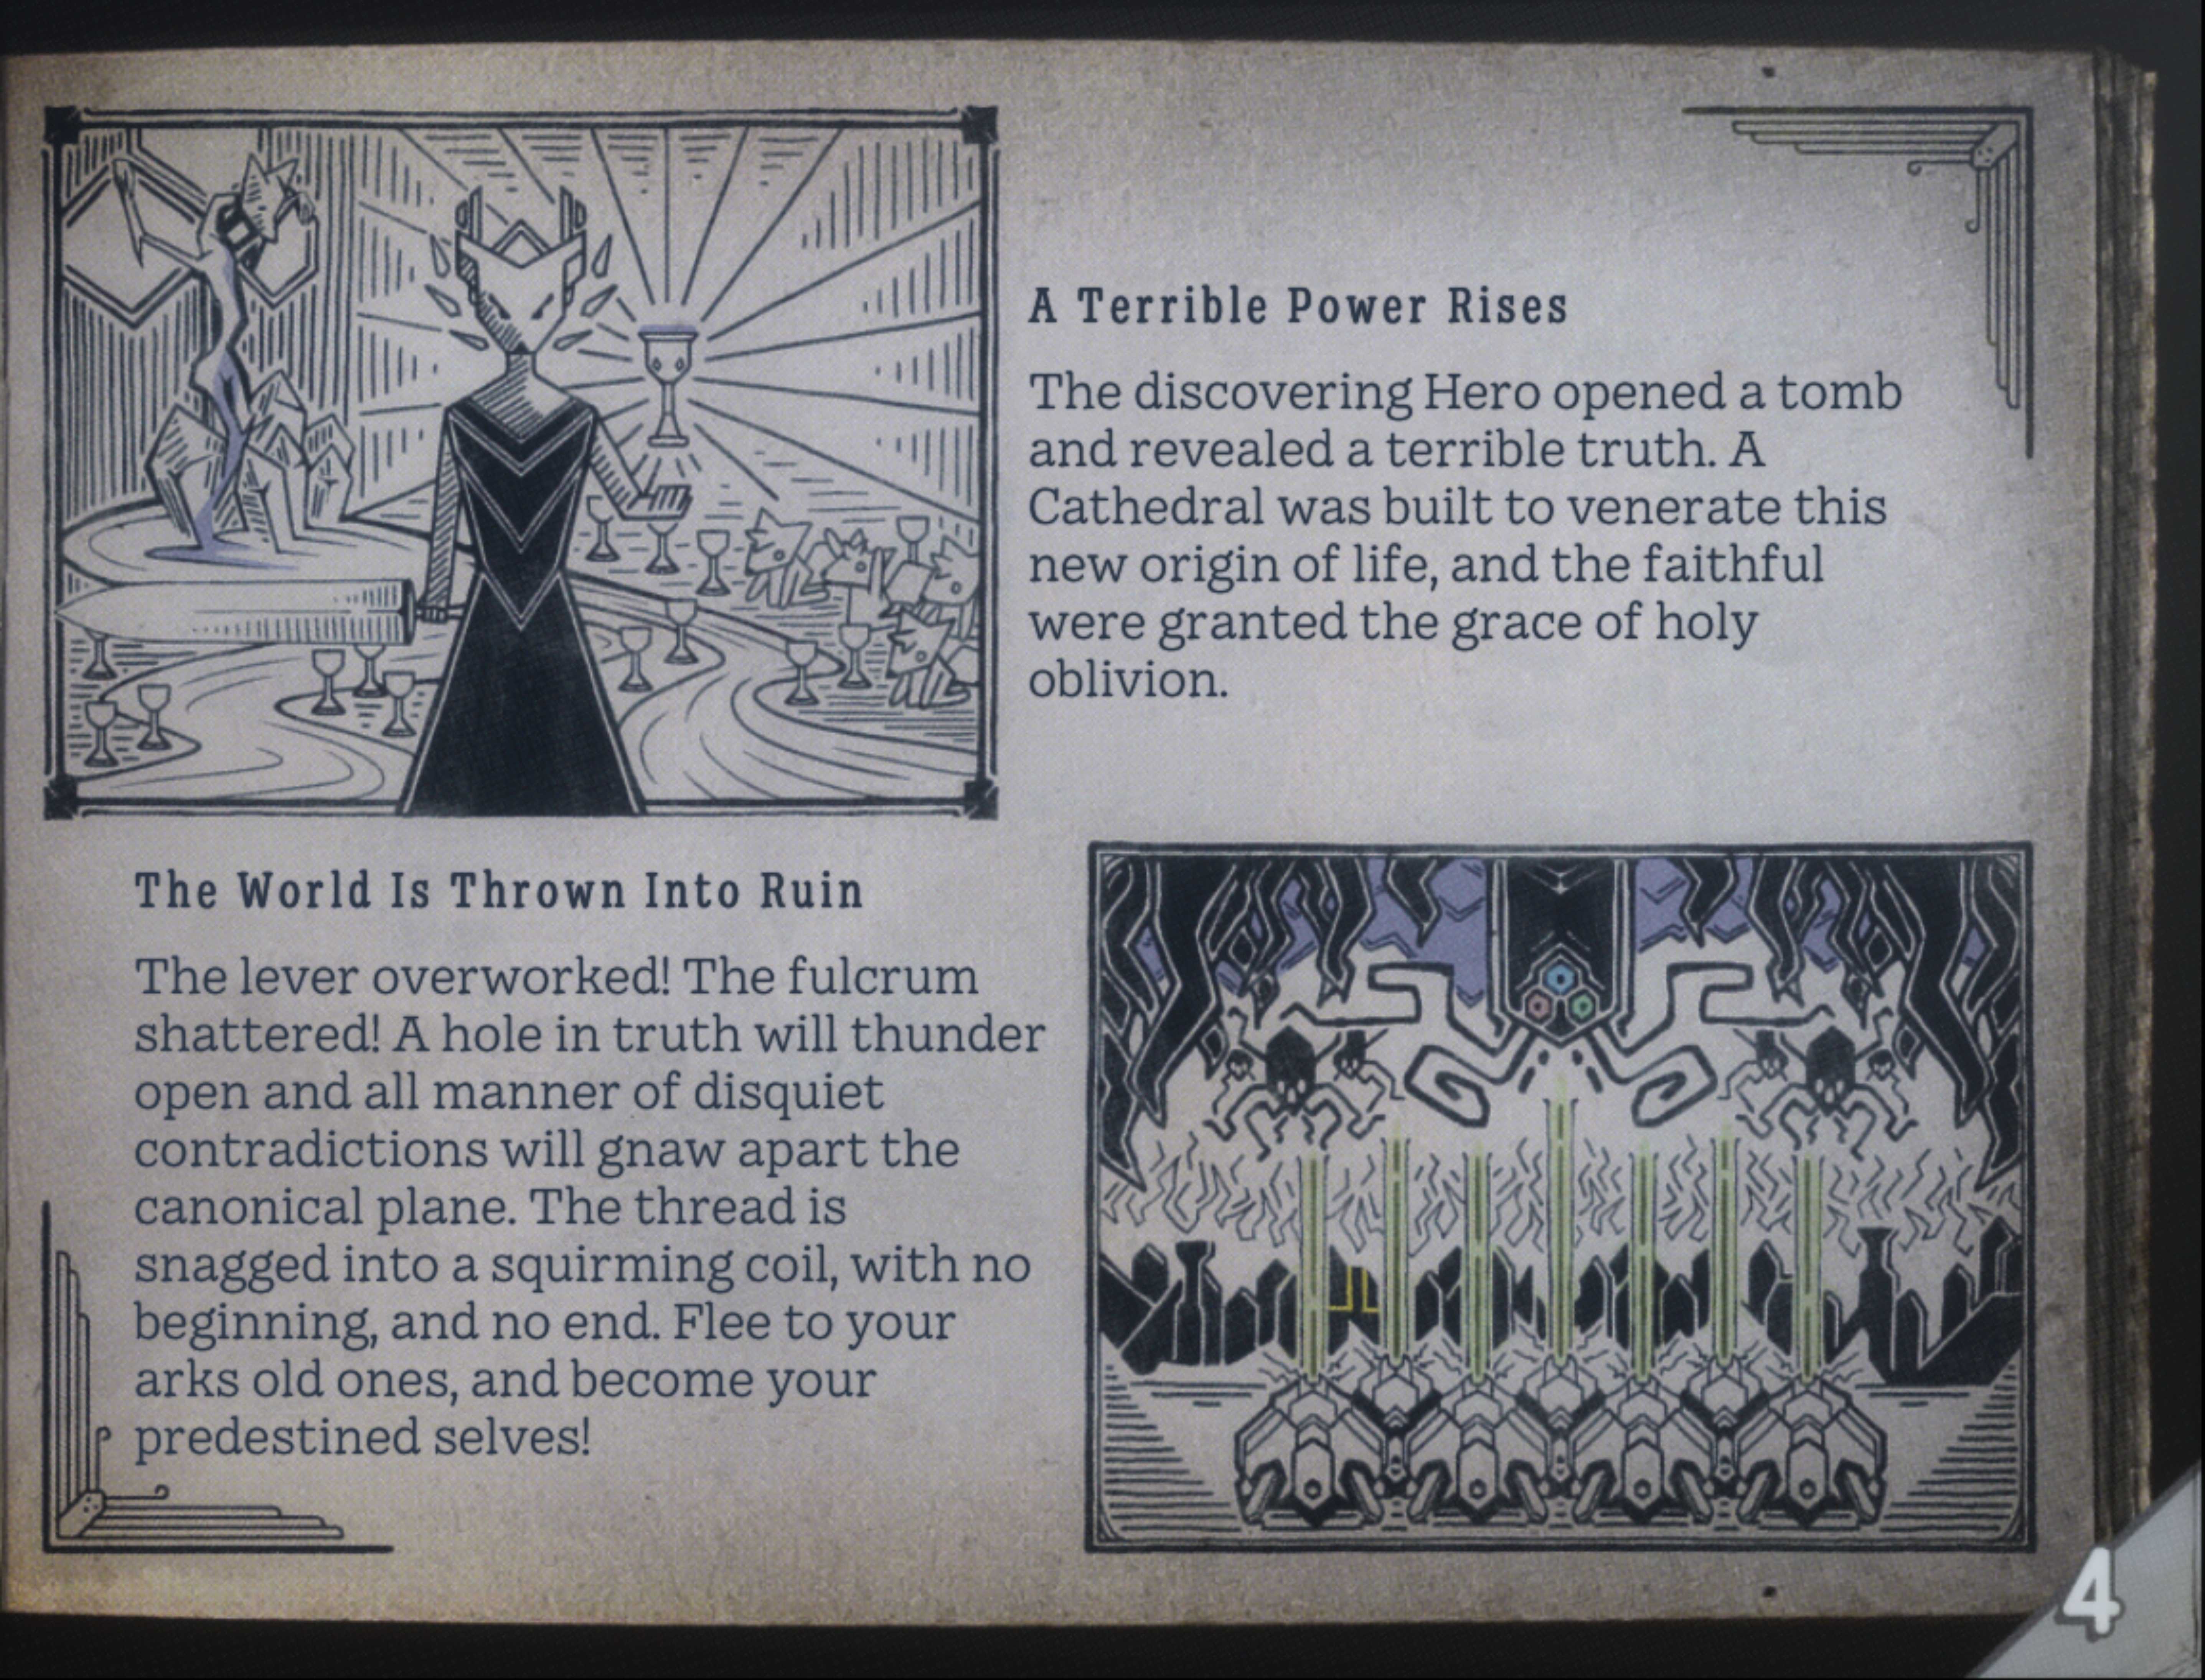 A Terrible Power Rises
The discovering Hero opened a tomb
and revealed a terrible truth. A
Cathedral was built to venerate this
new origin of life, and the faithful
were granted the grace of holy
oblivion.
The World Is Thrown Into Ruin
The lever overworked! The fulcrum
shattered! A hole in truth will thunder
open and all manner of disquiet
contradictions will gnaw apart the
canonical plane. The thread is
snagged into a squirming coil, with no
beginning, and no end. Flee to your
arks old ones, and become your
predestined selves!
4